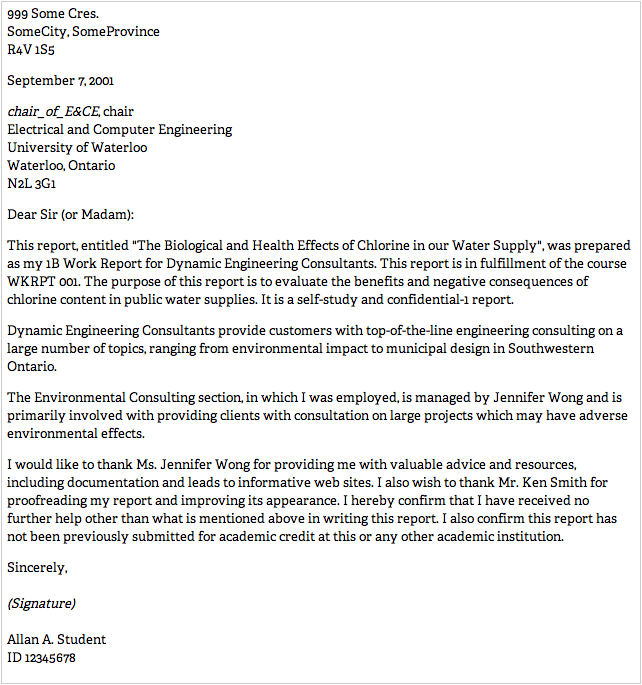 999 Some Cres.
SomeCity, SomeProvince
R4V 1S5
September 7, 2001
chair_of_E&CE, chair
Electrical and Computer Engineering
University of Waterloo
Waterloo, Ontario
N2L 3G1
Dear Sir (or Madam):
This report, entitled "The Biological and Health Effects of Chlorine in our Water Supply", was prepared
as my 1B Work Report for Dynamic Engineering Consultants. This report is in fulfillment of the course
WKRPT 001. The purpose of this report is to evaluate the benefits and negative consequences of
chlorine content in public water supplies. It is a self-study and confidential-1 report.
Dynamic Engineering Consultants provide customers with top-of-the-line engineering consulting on a
large number of topics, ranging from environmental impact to municipal design in Southwestern
Ontario.
The Environmental Consulting section, in which I was employed, is managed by Jennifer Wong and is
primarily involved with providing clients with consultation on large projects which may have adverse
environmental effects.
I would like to thank Ms. Jennifer Wong for providing me with valuable advice and resources,
including documentation and leads to informative web sites. I also wish to thank Mr. Ken Smith for
proofreading my report and improving its appearance. I hereby confirm that I have received no
further help other than what is mentioned above in writing this report. I also confirm this report has
not been previously submitted for academic credit at this or any other academic institution.
Sincerely,
(Signature)
Allan A. Student
ID 12345678